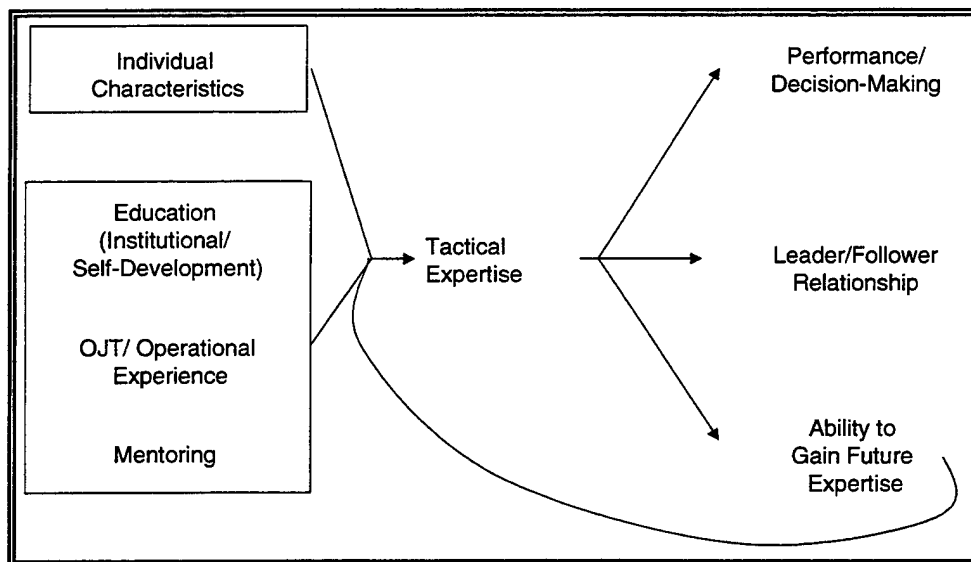 Individual
Characteristics
Education
(Institutional/
Self-Development)
OJT/ Operational
Experience
Mentoring
Tactical
Expertise
Performance/
Decision-Making
Leader/Follower
Relationship
Ability to
Gain Future
Expertise